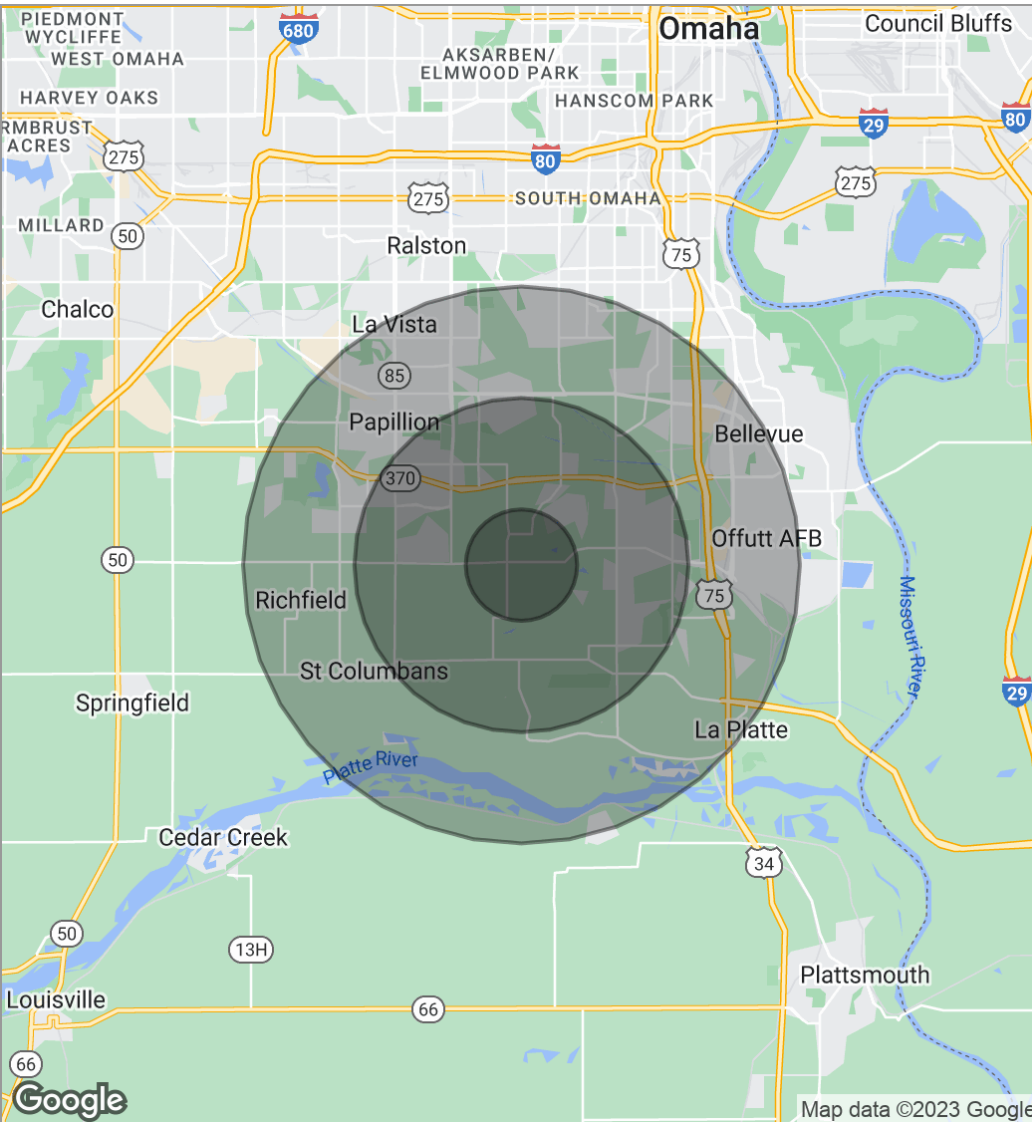 PIEDMONT
WYCLIFFE
WEST OMAHA
680
Omaha
Council Bluffs
AKSARBEN/
ELMWOOD PARK
HARVEY OAKS
HANSCOM PARK
RMBRUST
ACRES
29
80
275
80
275
275
SOUTH OMAHA
MILLARD
50
Ralston
75
Chalco
La Vista
85
Papillion
Bellevue
370
Offutt AFB
50
75
Richfield
Missouri River
St Columbans
29
Springfield
La Platte
Platte River
Cedar Creek
34
50
13H
Plattsmouth
Louisville
66
66
Google
Map data ©2023 Google